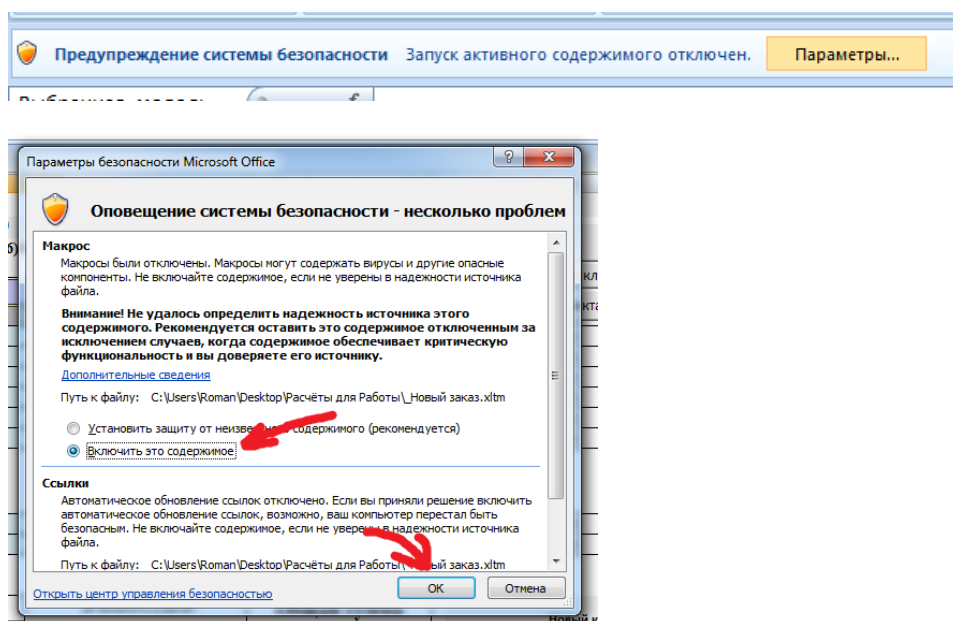 Предупреждение системы безопасности Запуск активного содержимого отключен. Параметры...
Параметры безопасности Microsoft Office
Оповещение системы безопасности - несколько проблем
Макрос
Макросы были отключены. Макросы могут содержать вирусы и другие опасные
компоненты. Не включайте содержимое, если не уверены в надежности источника
файла.
Внимание! Не удалось определить надежность источника этого
содержимого. Рекомендуется оставить это содержимое отключенным за
исключением случаев, когда содержимое обеспечивает критическую
функциональность и вы доверяете его источнику.
Дополнительные сведения
Путь к файлу: C:\Users\Roman\Desktop\Расчёты для Работы\_Новый заказ.xltm
Установить защиту от содержимого (рекомендуется)
Включить это содержимое
Ссылки
Автоматическое обновление ссылок отключено. Если вы приняли решение включить
автоматическое обновление ссылок, возможно, ваш компьютер перестал быть
безопасным. Не включайте содержимое, если не уверены в надежности источника
файла.
Путь к файлу: C:\Users\Roman\Desktop\Расчёты для Работы\_Новый заказ.xltm
Открыть центр управления безопасностью
ОК Отмена